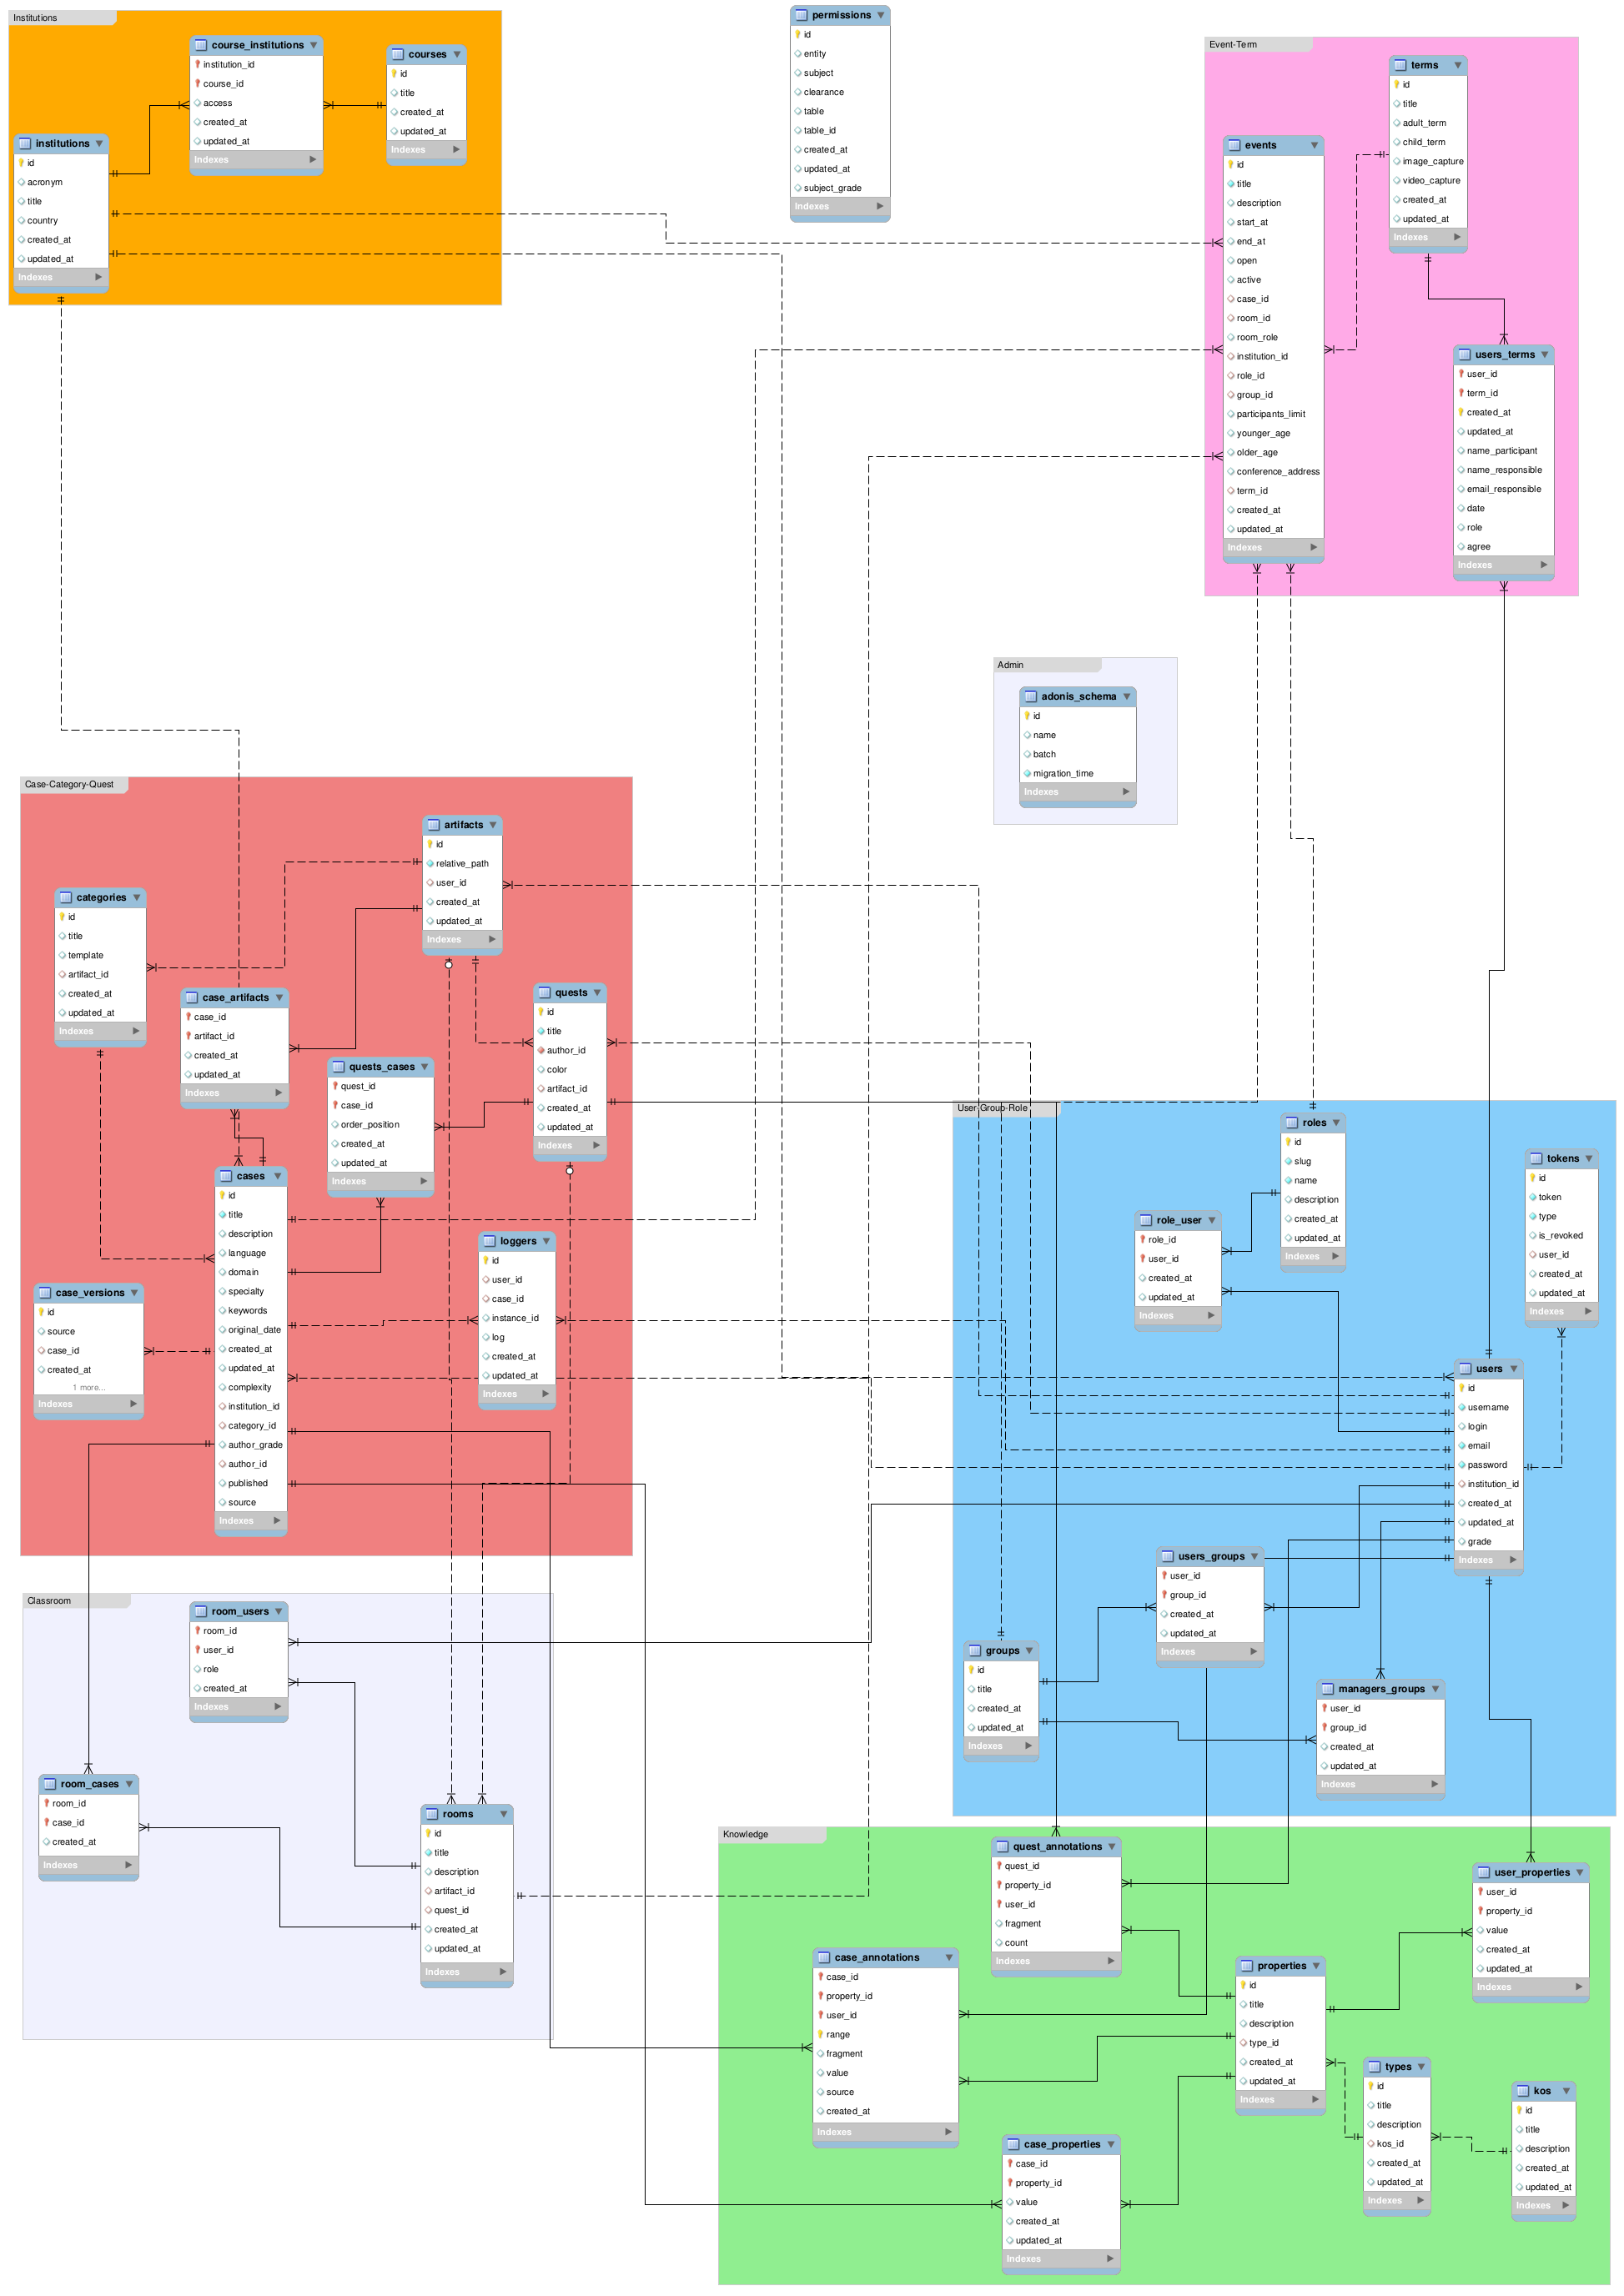 Institutions
course_institutions
institution_id
course_id
access
created_at
updated_at
Indexes
courses
id
title
created_at
updated_at
Indexes
institutions
id
acronym
title
country
created_at
updated_at
Indexes
permissions
id
entity
subject
clearance
table
table_id
created_at
updated_at
subject_grade
Indexes
Event-Term
terms
id
title
adult_term
child_term
image_capture
video_capture
created_at
updated_at
Indexes
events
id
title
description
start_at
end_at
open
active
case_id
room_id
room_role
institution_id
role_id
group_id
participants_limit
younger_age
older_age
conference_address
term_id
created_at
updated_at
Indexes
users_terms
user_id
term_id
created_at
updated_at
name_participant
name_responsible
email_responsible
date
role
agree
Indexes
Admin
adonis_schema
id
name
batch
migration_time
Indexes
Case-Category-Quest
artifacts
id
relative_path
user_id
created_at
updated_at
Indexes
categories
id
title
template
artifact_id
created_at
updated_at
Indexes
case_artifacts
case_id
artifact_id
created_at
updated_at
Indexes
quests
id
title
author_id
color
artifact_id
created_at
updated_at
Indexes
quests_cases
quest_id
case_id
order_position
created_at
updated_at
Indexes
cases
id
title
description
language
domain
specialty
keywords
original_date
created_at
updated_at
complexity
institution_id
category_id
author_grade
author_id
published
source
Indexes
loggers
id
user_id
case_id
instance_id
log
created_at
updated_at
Indexes
case_versions
id
source
case_id
created_at
1 more...
Indexes
User-Group-Role
roles
id
slug
name
description
created_at
updated_at
Indexes
tokens
id
token
type
is_revoked
user_id
created_at
updated_at
Indexes
role_user
role_id
user_id
created_at
updated_at
Indexes
users
id
username
login
email
password
institution_id
created_at
updated_at
grade
Indexes
users_groups
user_id
group_id
created_at
updated_at
Indexes
groups
id
title
created_at
updated_at
Indexes
managers_groups
user_id
group_id
created_at
updated_at
Indexes
Classroom
room_users
room_id
user_id
role
created_at
Indexes
room_cases
room_id
case_id
created_at
Indexes
rooms
id
title
description
artifact_id
quest_id
created_at
updated_at
Indexes
Knowledge
quest_annotations
quest_id
property_id
user_id
fragment
count
Indexes
user_properties
user_id
property_id
value
created_at
updated_at
Indexes
case_annotations
case_id
property_id
user_id
range
fragment
value
source
created_at
Indexes
properties
id
title
description
type_id
created_at
updated_at
Indexes
types
id
title
description
kos_id
created_at
updated_at
Indexes
kos
id
title
description
created_at
updated_at
Indexes
case_properties
case_id
property_id
value
created_at
updated_at
Indexes